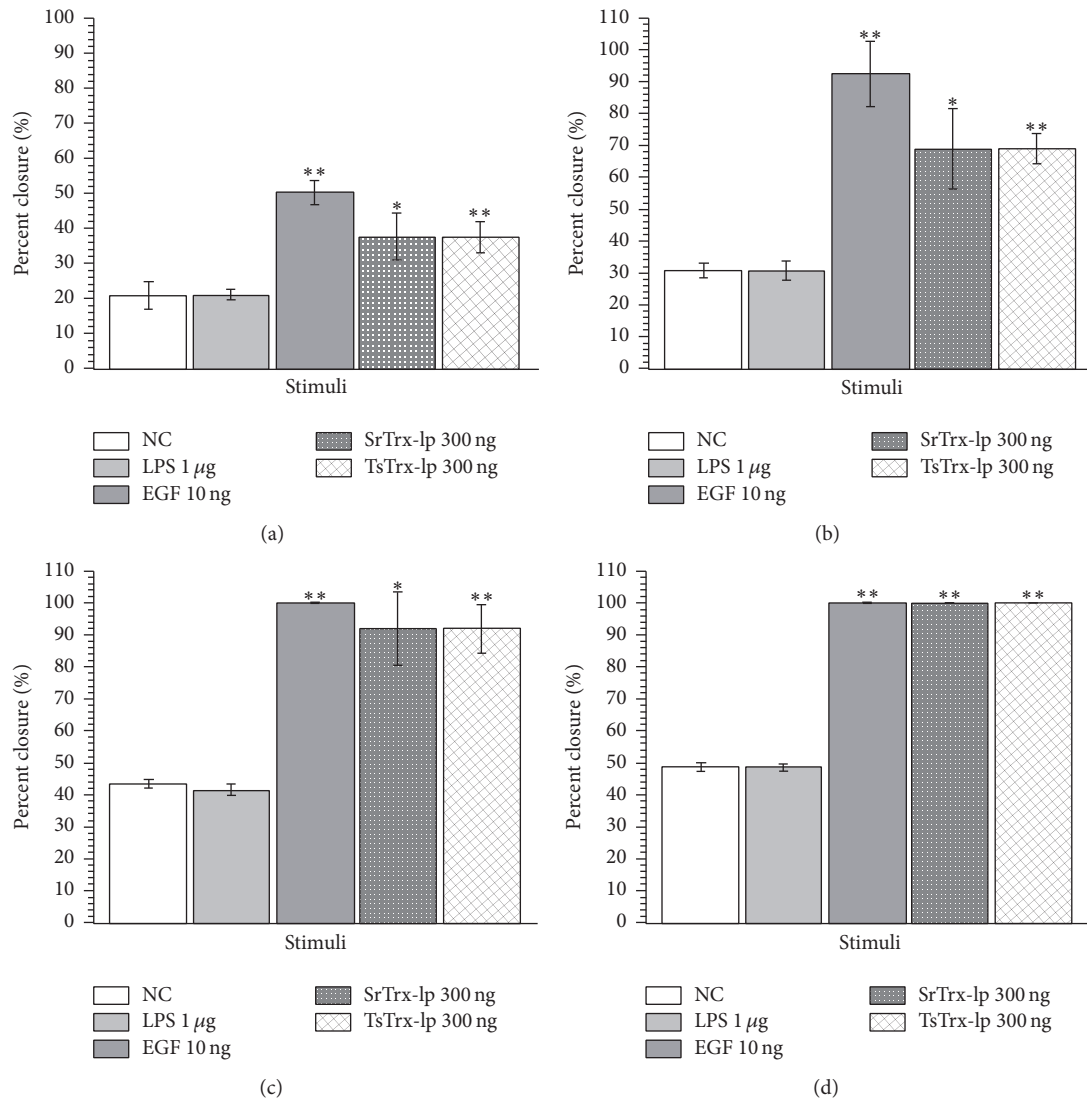 100
90
80
70
60
50
40
30
20
10
0
Percent closure (%)
** * **
Stimuli
NC
LPS 1 μg
EGF 10 ng
SrTrx-lp 300 ng
TsTrx-lp 300 ng
(a)
110
100
90
80
70
60
50
40
30
20
10
0
Percent closure (%)
** * **
Stimuli
NC
LPS 1 μg
EGF 10 ng
SrTrx-lp 300 ng
TsTrx-lp 300 ng
(b)
110
100
90
80
70
60
50
40
30
20
10
0
Percent closure (%)
** * **
Stimuli
NC
LPS 1 μg
EGF 10 ng
SrTrx-lp 300 ng
TsTrx-lp 300 ng
(c)
110
100
90
80
70
60
50
40
30
20
10
0
Percent closure (%)
** ** **
Stimuli
NC
LPS 1 μg
EGF 10 ng
SrTrx-lp 300 ng
TsTrx-lp 300 ng
(d)